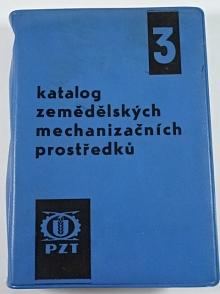 3
katalog
zemědělských
mechanizačních
prostředků
PZT